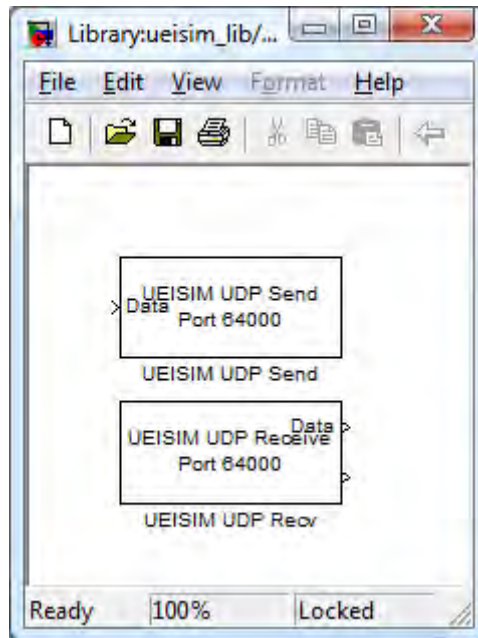 Library:ueisim_lib/...
File Edit View Format Help
Data
UEISIM UDP Send
Port 64000
UEISIM UDP Send
Data
UEISIM UDP Receive
Port 64000
UEISIM UDP Recv
Ready 100% Locked